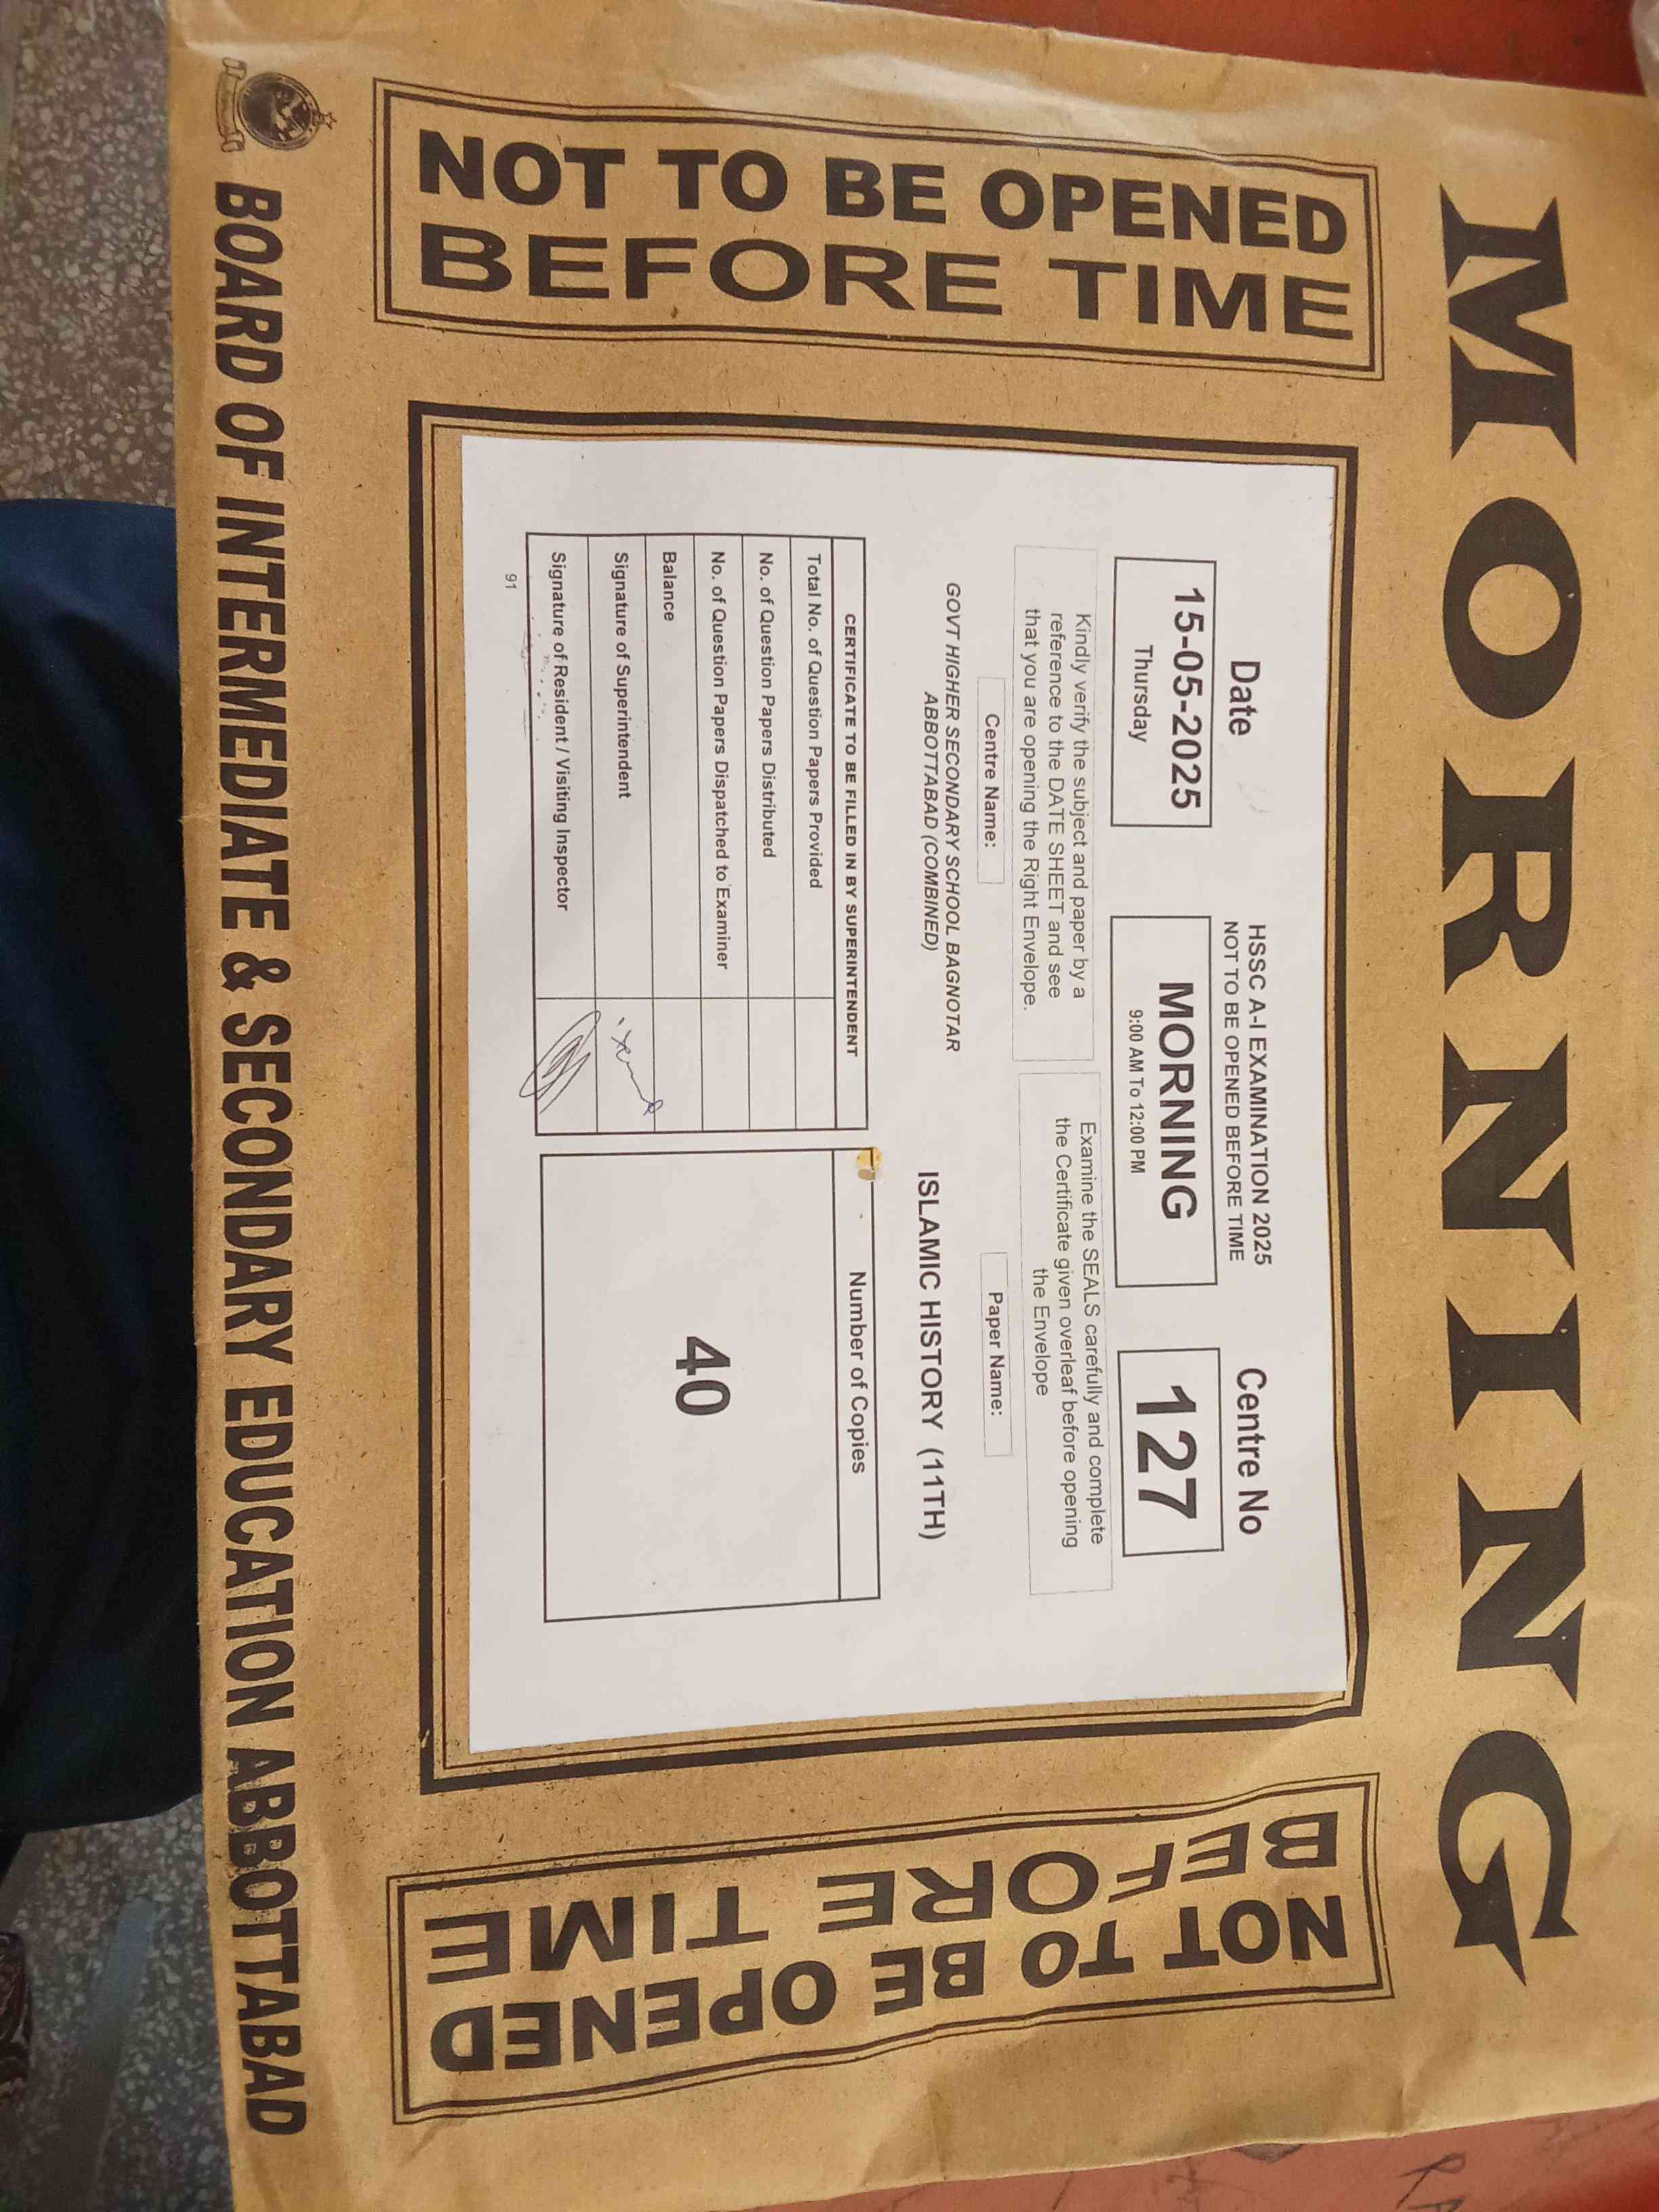 MORNING
NOT TO BE OPENED
BEFORE TIME
Date
15-05-2025
Thursday
HSSC A-I EXAMINATION 2025
NOT TO BE OPENED BEFORE TIME
MORNING
9:00 AM To 12:00 PM
Centre No
127
Kindly verify the subject and paper by a
reference to the DATE SHEET and see
that you are opening the Right Envelope.
Examine the SEALS carefully and complete
the Certificate given overleaf before opening
the Envelope
Centre Name:
GOVT HIGHER SECONDARY SCHOOL BAGNOTAR
ABBOTTABAD (COMBINED)
Paper Name:
ISLAMIC HISTORY (11TH)
CERTIFICATE TO BE FILLED IN BY SUPERINTENDENT
Total No. of Question Papers Provided
No. of Question Papers Distributed
No. of Question Papers Dispatched to Examiner
Balance
Signature of Superintendent
Signature of Resident / Visiting Inspector
Number of Copies
40
91
NOT TO BE OPENED
BEFORE TIME
BOARD OF INTERMEDIATE & SECONDARY EDUCATION ABBOTTABAD